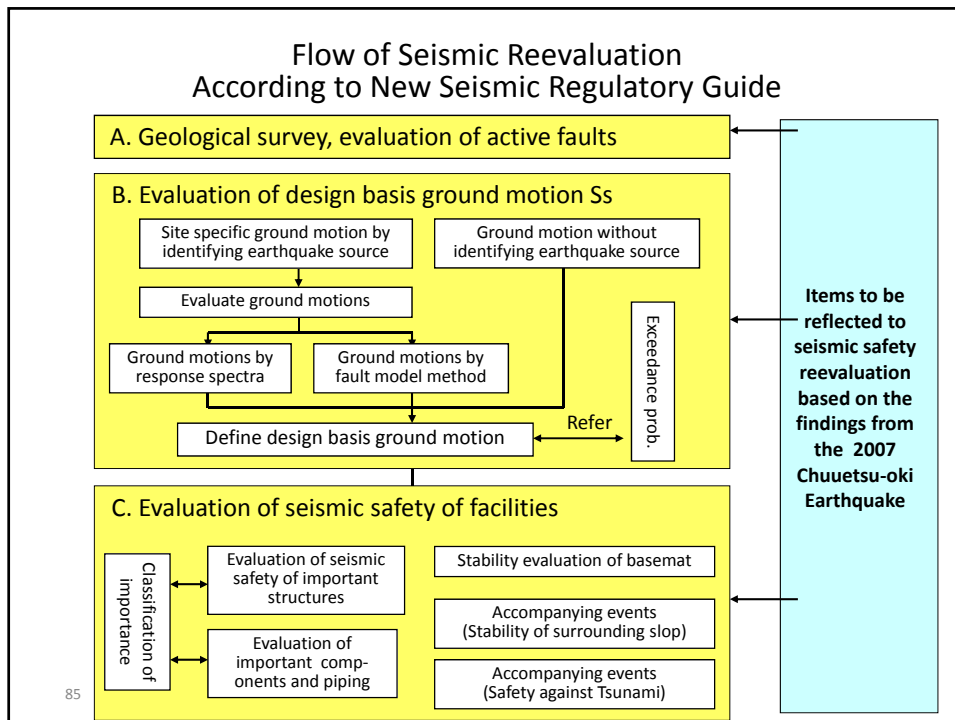 Flow of Seismic Reevaluation
According to New Seismic Regulatory Guide
A. Geological survey, evaluation of active faults
B. Evaluation of design basis ground motion Ss
Site specific ground motion by
identifying earthquake source
Ground motion without
identifying earthquake source
Evaluate ground motions
Ground motions by
response spectra
Ground motions by
fault model method
Exceedance prob.
Define design basis ground motion
Refer
C. Evaluation of seismic safety of facilities
Classification of
importance
Evaluation of seismic
safety of important
structures
Evaluation of
important comp-
onents and piping
Stability evaluation of basemat
Accompanying events
(Stability of surrounding slop)
Accompanying events
(Safety against Tsunami)
Items to be
reflected to
seismic safety
reevaluation
based on the
findings from
the 2007
Chuuetsu-oki
Earthquake
85